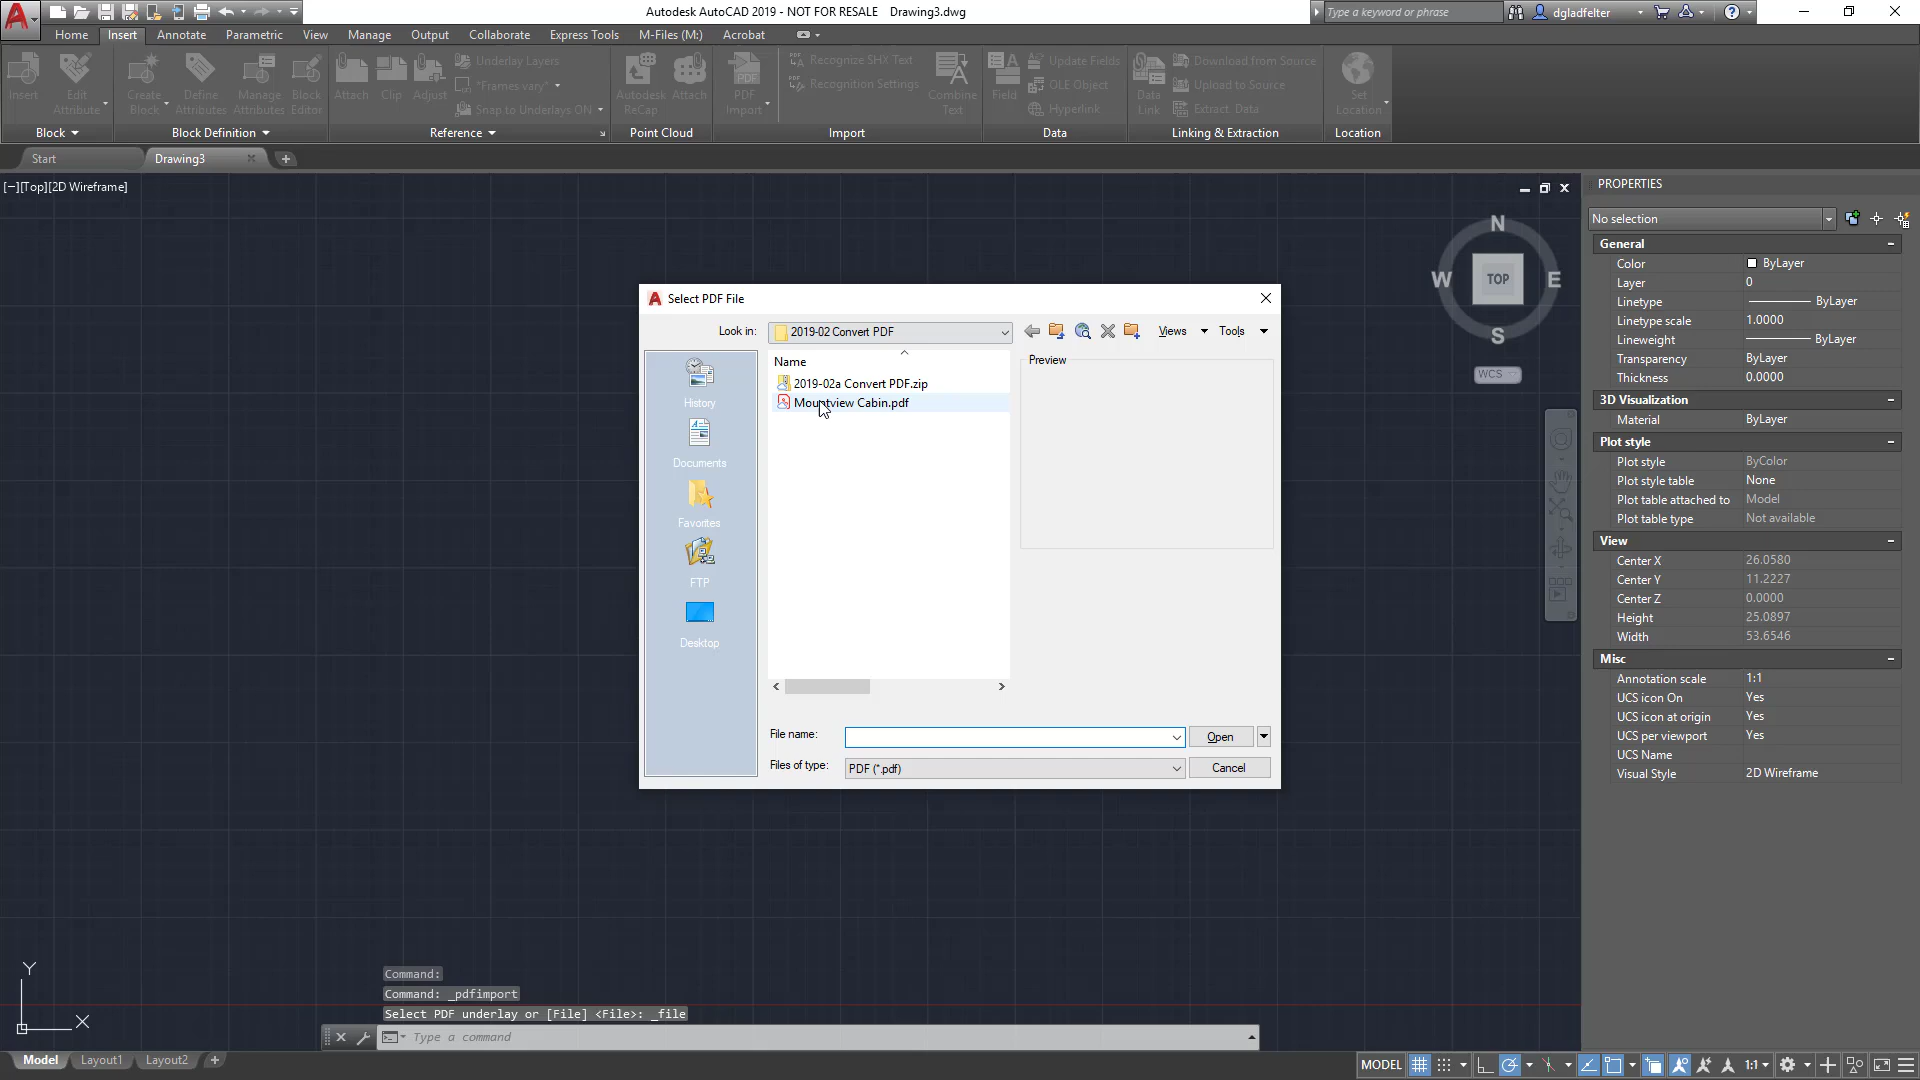 Autodesk AutoCAD 2019 - NOT FOR RESALE Drawing3.dwg
Type a keyword or phrase
dgladfelter
Home Insert Annotate Parametric View Manage Output Collaborate Express Tools M-Files (M:) Acrobat
Insert
Edit Attribute
Create Block
Define Attributes
Manage Attributes
Block Editor
Attach
Clip
Adjust
Underlay Layers
*Frames vary*
Snap to Underlays ON
Autodesk ReCap
Attach
PDF Import
Recognize SHX Text
Recognition Settings
Combine Text
Field
Update Fields
OLE Object
Hyperlink
Data Link
Download from Source
Upload to Source
Extract Data
Set Location
Block
Block Definition
Reference
Point Cloud
Import
Data
Linking & Extraction
Location
Start
Drawing3
[−][Top][2D Wireframe]
N
W
TOP
E
S
WCS
Select PDF File
Look in:
2019-02 Convert PDF
Views
Tools
History
Documents
Favorites
FTP
Desktop
Name
2019-02a Convert PDF.zip
Mountview Cabin.pdf
Preview
File name:
Open
Files of type:
PDF (*.pdf)
Cancel
PROPERTIES
No selection
General
Color ByLayer
Layer 0
Linetype ByLayer
Linetype scale 1.0000
Lineweight ByLayer
Transparency ByLayer
Thickness 0.0000
3D Visualization
Material ByLayer
Plot style
Plot style ByColor
Plot style table None
Plot table attached to Model
Plot table type Not available
View
Center X 26.0580
Center Y 11.2227
Center Z 0.0000
Height 25.0897
Width 53.6546
Misc
Annotation scale 1:1
UCS icon On Yes
UCS icon at origin Yes
UCS per viewport Yes
UCS Name
Visual Style 2D Wireframe
Y
X
Command:
Command: _pdfimport
Select PDF underlay or [File] <File>: _file
Type a command
Model
Layout1
Layout2
MODEL
1:1